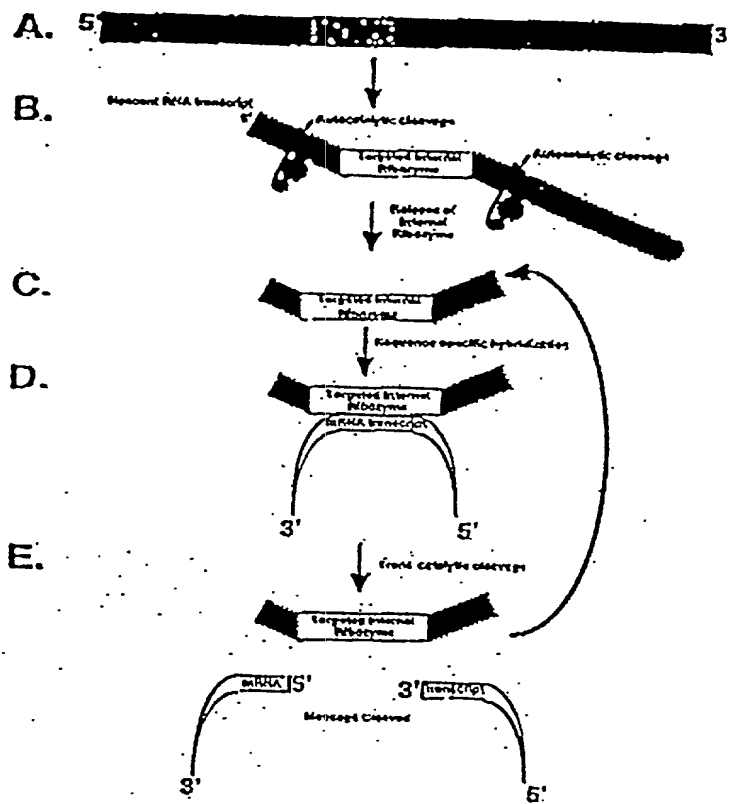 A.
5'
3
B.
Nascent RNA transcript
5'
Autocatalytic cleavage
Targeted Internal
Ribozyme
Autocatalytic cleavage
Release of
Internal
Ribozyme
C.
Targeted Internal
Ribozyme
Sequence specific hybridization
D.
Targeted Internal
Ribozyme
mRNA transcript
3'
5'
E.
Trans Catalytic cleavage
Targeted Internal
Ribozyme
mRNA
5'
3'
transcript
Message Cleaved
3'
5'